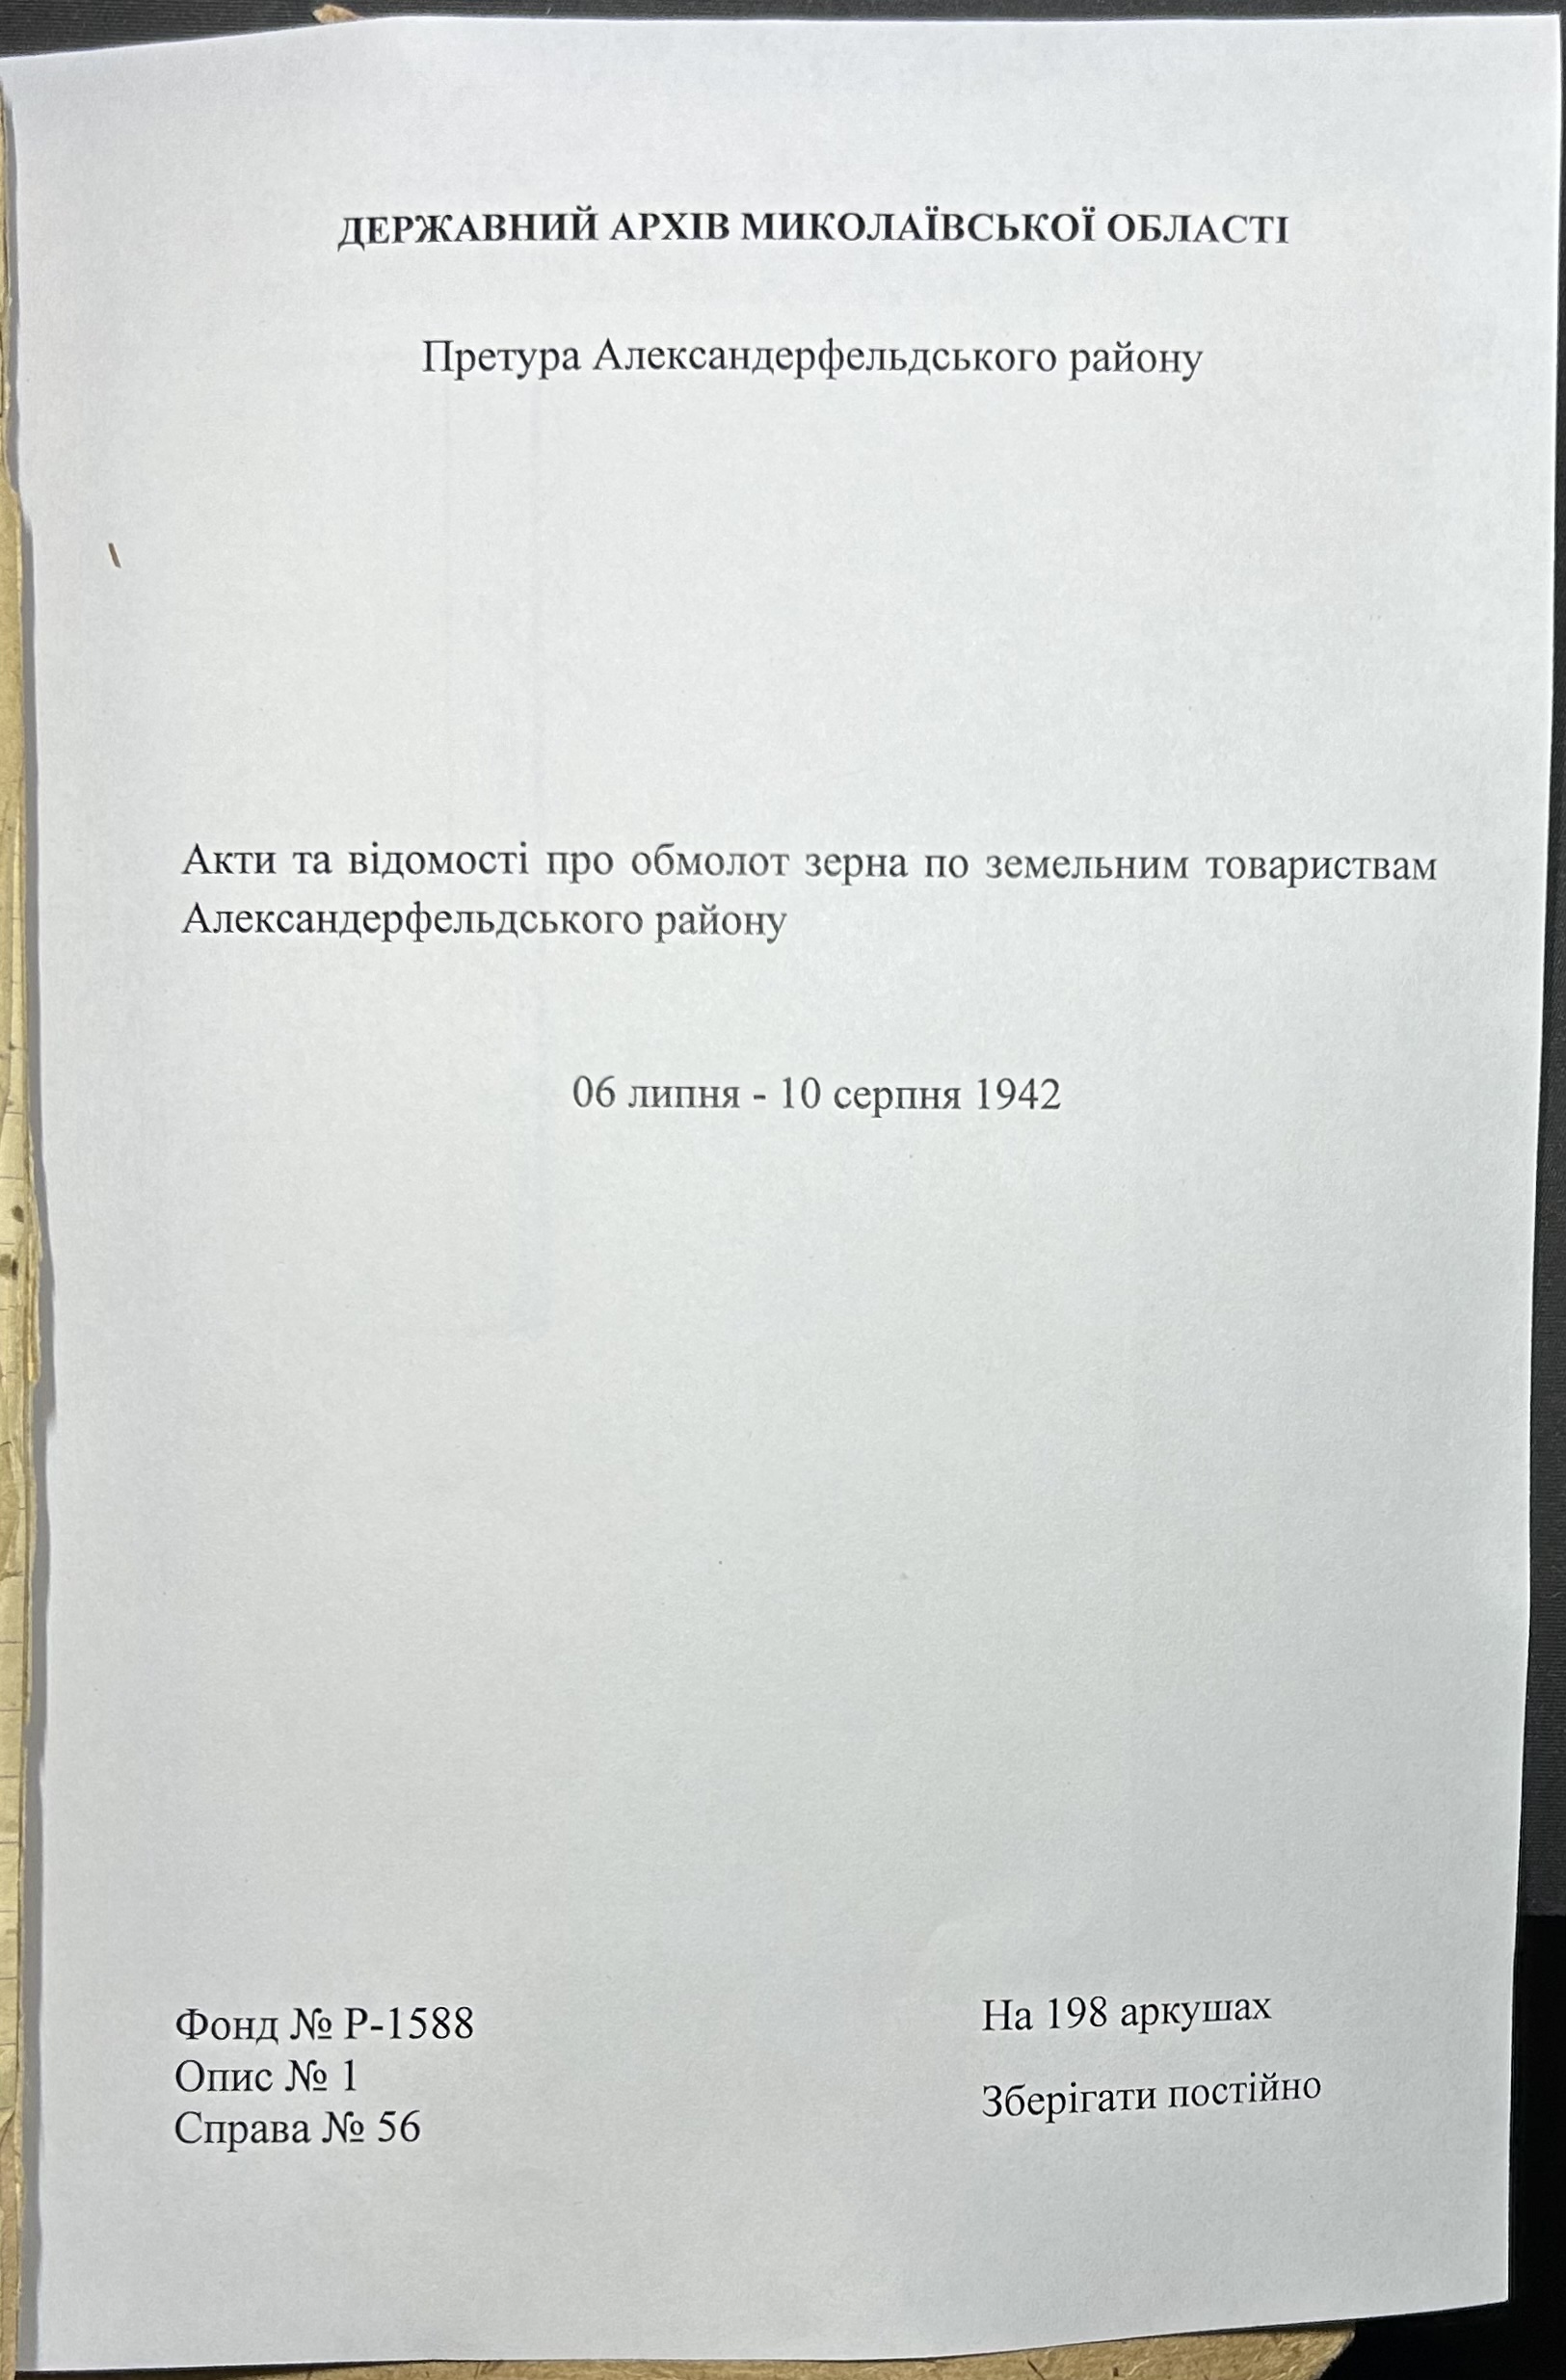 ДЕРЖАВНИЙ АРХІВ МИКОЛАЇВСЬКОЇ ОБЛАСТІ
Претура Александерфельдського району
Акти та відомості про обмолот зерна по земельним товариствам
Александерфельдського району
06 липня - 10 серпня 1942
Фонд № Р-1588
Опис № 1
Справа № 56
На 198 аркушах
Зберігати постійно